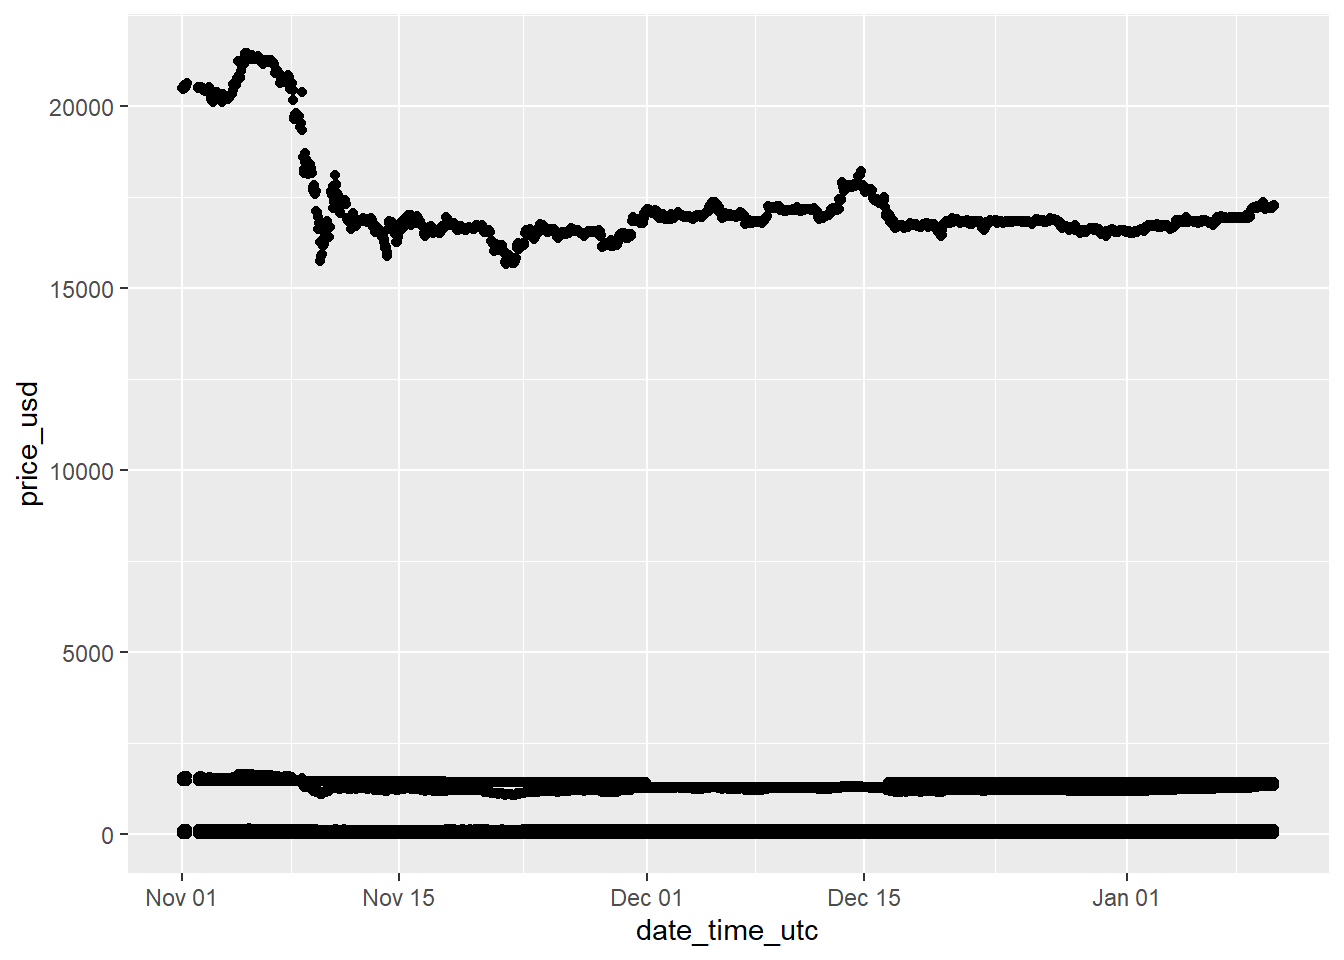 20000
15000
10000
5000
0
price_usd
Nov 01
Nov 15
Dec 01
Dec 15
Jan 01
date_time_utc